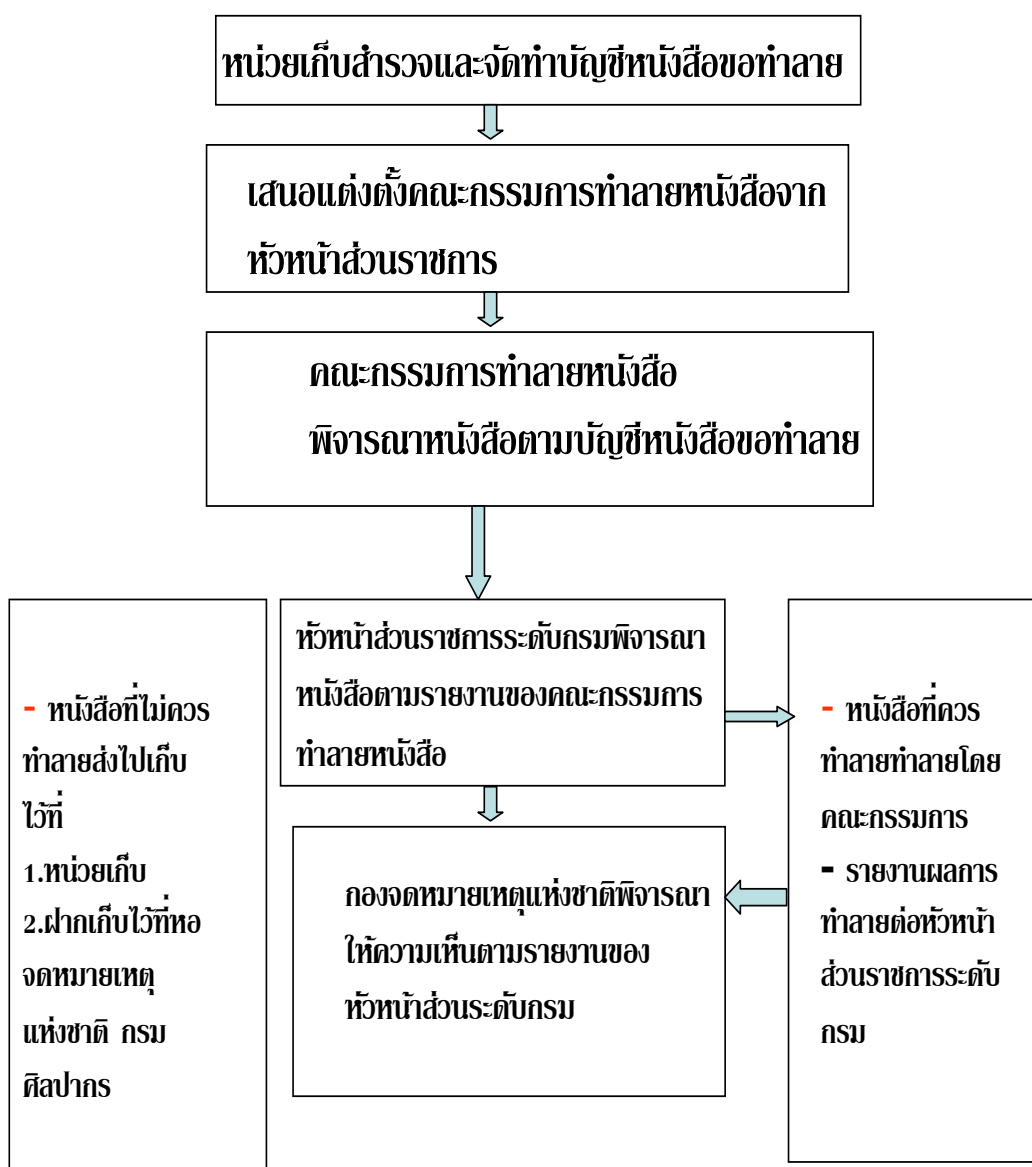 หน่วยเก็บสำรวจและจัดทำบัญชีหนังสือขอทำลาย
เสนอแต่งตั้งคณะกรรมการทำลายหนังสือจาก
หัวหน้าส่วนราชการ
คณะกรรมการทำลายหนังสือ
พิจารณาหนังสือตามบัญชีหนังสือขอทำลาย
หัวหน้าส่วนราชการระดับกรมพิจารณา
หนังสือตามรายงานของคณะกรรมการ
ทำลายหนังสือ
- หนังสือที่ไม่ควร
ทำลายส่งไปเก็บ
ไว้ที่
1.หน่วยเก็บ
2.ฝากเก็บไว้ที่หอ
จดหมายเหตุ
แห่งชาติ กรม
ศิลปากร
กองจดหมายเหตุแห่งชาติพิจารณา
ให้ความเห็นตามรายงานของ
หัวหน้าส่วนระดับกรม
- หนังสือที่ควร
ทำลายทำลายโดย
คณะกรรมการ
- รายงานผลการ
ทำลายต่อหัวหน้า
ส่วนราชการระดับ
กรม